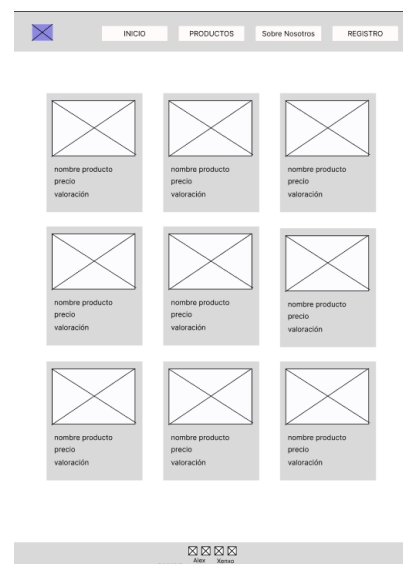 INICIO PRODUCTOS Sobre Nosotros REGISTRO
nombre producto nombre producto nombre producto
precio precio precio
valoración valoración valoración
nombre producto nombre producto nombre producto
precio precio precio
valoración valoración valoración
nombre producto nombre producto nombre producto
precio precio precio
valoración valoración valoración
Alex Xenxo